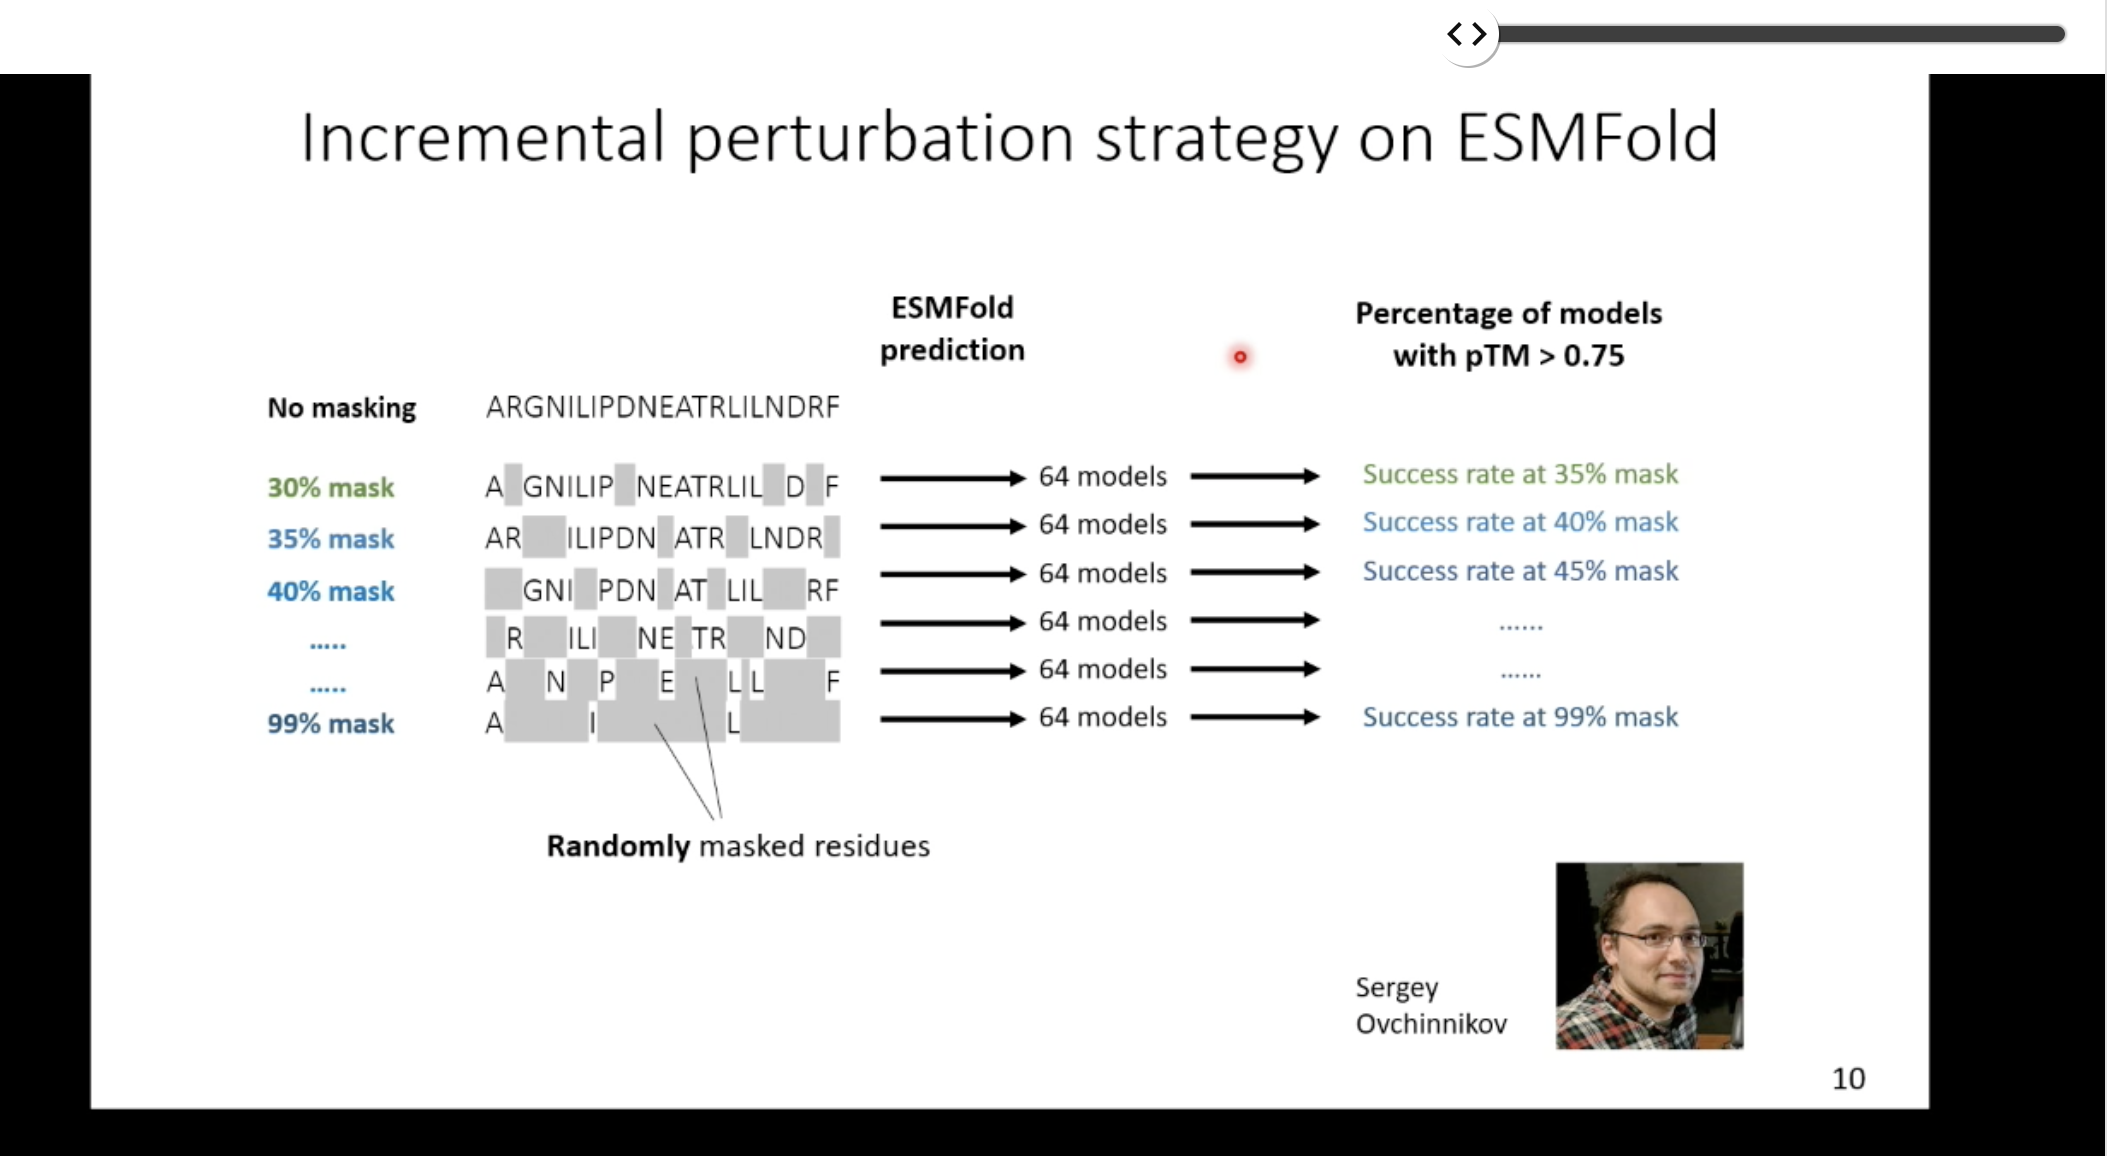 Incremental perturbation strategy on ESMFold
ESMFold
prediction
Percentage of models
with pTM > 0.75
No masking ARGNILIPDNEATRLILNDRF
30% mask A GNILIP NEATRLIL D F 64 models Success rate at 35% mask
35% mask AR ILIPDN ATR LNDR 64 models Success rate at 40% mask
40% mask GNI PDN AT LIL RF 64 models Success rate at 45% mask
..... R ILI NE TR ND 64 models ......
..... A N P E L L F 64 models ......
99% mask A I L 64 models Success rate at 99% mask
Randomly masked residues
Sergey
Ovchinnikov
10